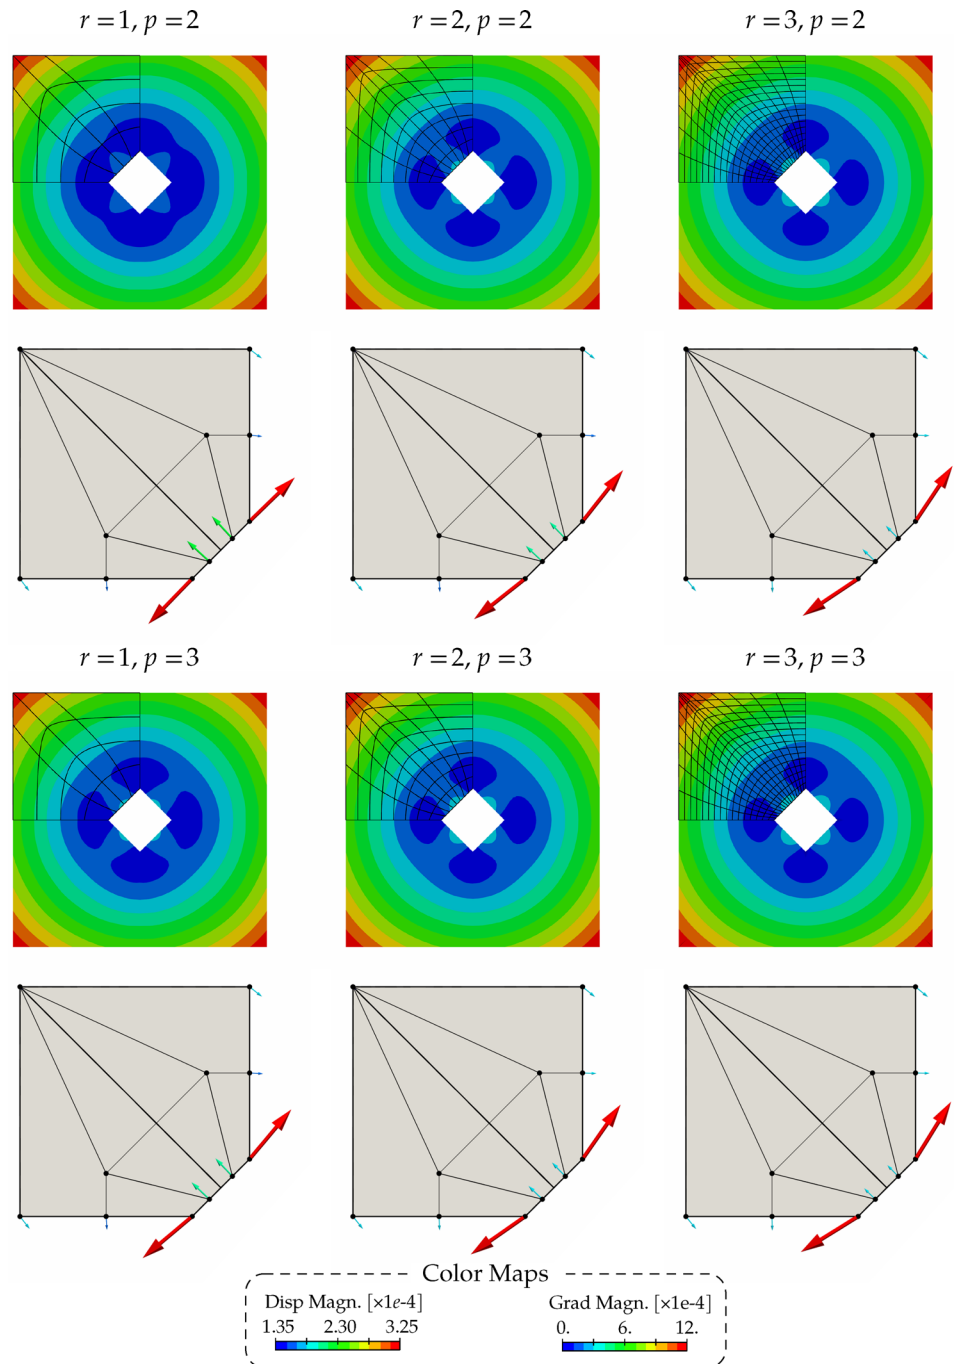 r = 1, p = 2
r = 2, p = 2
r = 3, p = 2
r = 1, p = 3
r = 2, p = 3
r = 3, p = 3
Color Maps
Disp Magn. [×1e-4]
1.35 2.30 3.25
Grad Magn. [×1e-4]
0. 6. 12.